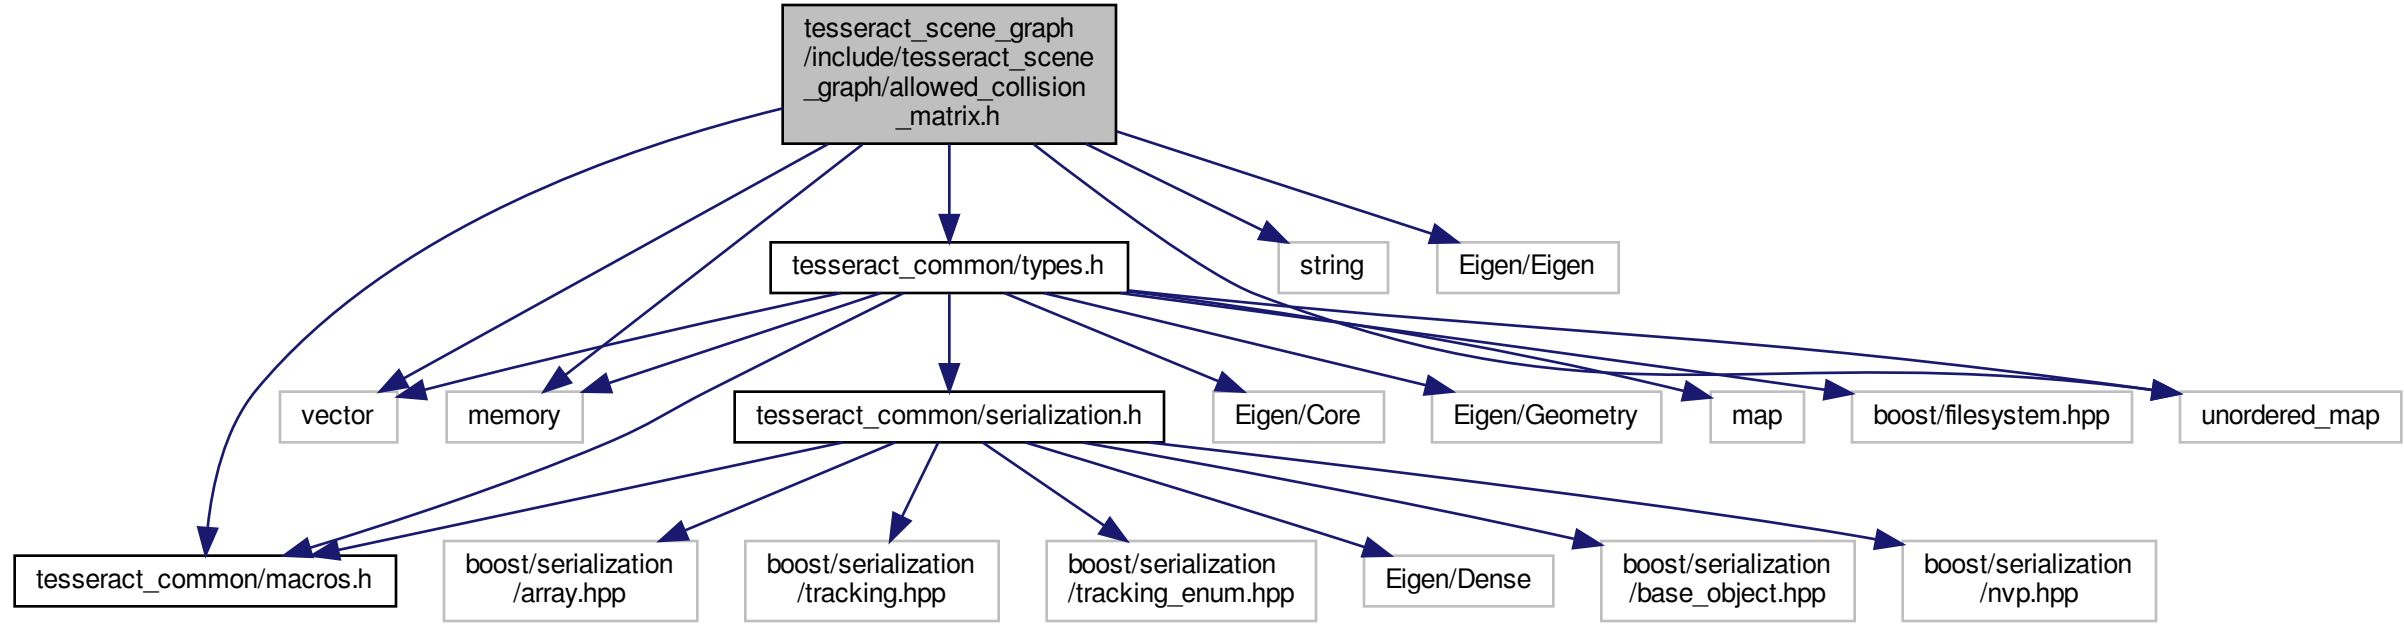 tesseract_scene_graph
/include/tesseract_scene
_graph/allowed_collision
_matrix.h
tesseract_common/types.h
string
Eigen/Eigen
vector
memory
tesseract_common/serialization.h
Eigen/Core
Eigen/Geometry
map
boost/filesystem.hpp
unordered_map
tesseract_common/macros.h
boost/serialization
/array.hpp
boost/serialization
/tracking.hpp
boost/serialization
/tracking_enum.hpp
Eigen/Dense
boost/serialization
/base_object.hpp
boost/serialization
/nvp.hpp